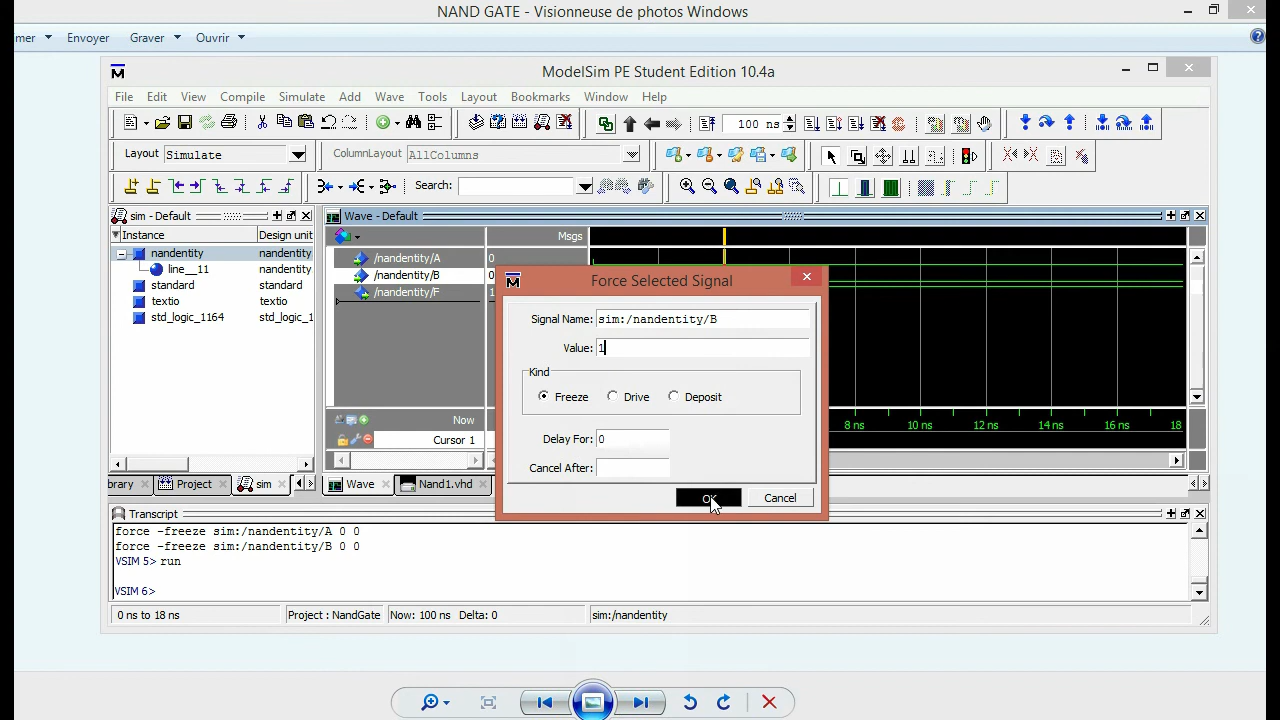 NAND GATE - Visionneuse de photos Windows
mer Envoyer Graver Ouvrir
ModelSim PE Student Edition 10.4a
File Edit View Compile Simulate Add Wave Tools Layout Bookmarks Window Help
100 ns
Layout Simulate ColumnLayout AllColumns
Search:
sim - Default
Instance Design unit
nandentity nandentity
line__11 nandentity
standard standard
textio textio
std_logic_1164 std_logic_1
Wave - Default
Msgs
/nandentity/A 0
/nandentity/B 0
/nandentity/F 1
Now
Cursor 1
8 ns 10 ns 12 ns 14 ns 16 ns 18
Force Selected Signal
Signal Name: sim:/nandentity/B
Value: 1
Kind
Freeze Drive Deposit
Delay For: 0
Cancel After:
OK Cancel
brary Project sim
Wave Nand1.vhd
Transcript
force -freeze sim:/nandentity/A 0 0
force -freeze sim:/nandentity/B 0 0
VSIM 5> run
VSIM 6>
0 ns to 18 ns Project : NandGate Now: 100 ns Delta: 0 sim:/nandentity